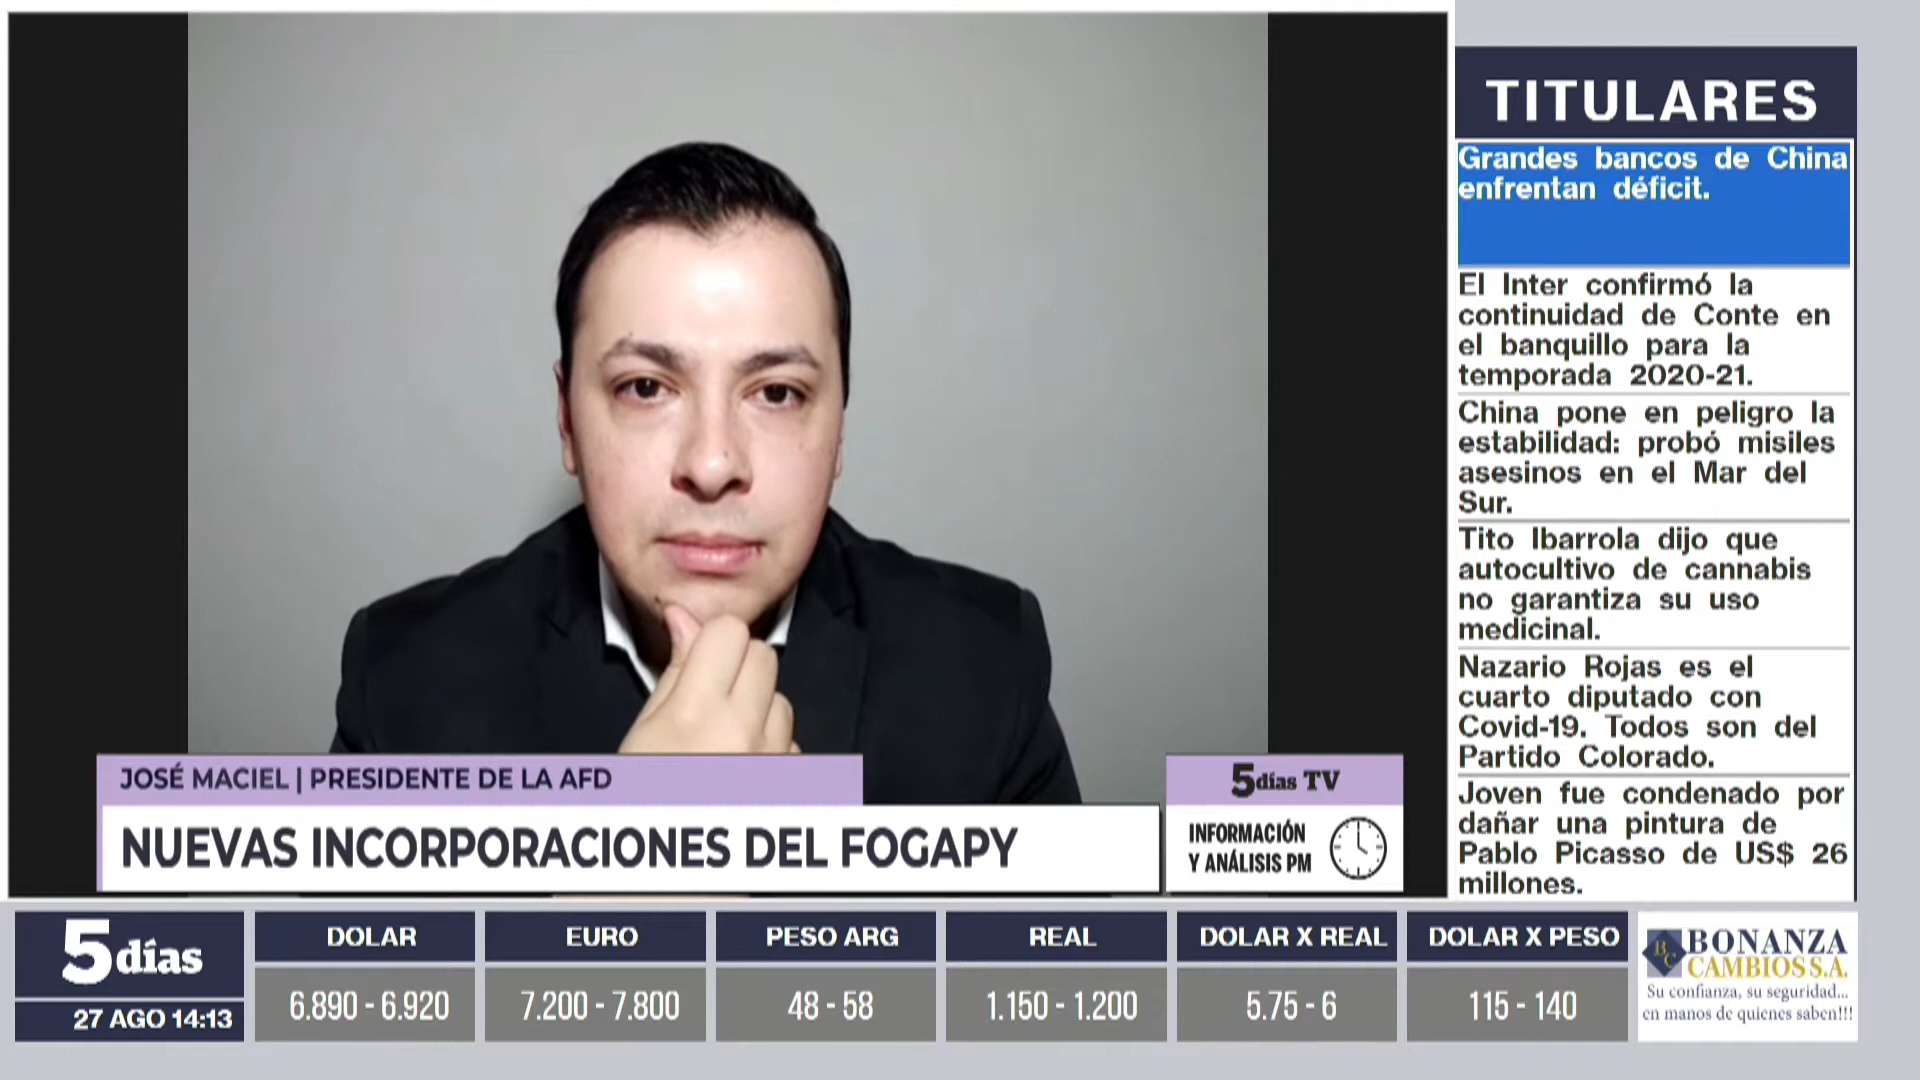 TITULARES
Grandes bancos de China
enfrentan déficit.
El Inter confirmó la
continuidad de Conte en
el banquillo para la
temporada 2020-21.
China pone en peligro la
estabilidad: probó misiles
asesinos en el Mar del
Sur.
Tito Ibarrola dijo que
autocultivo de cannabis
no garantiza su uso
medicinal.
Nazario Rojas es el
cuarto diputado con
Covid-19. Todos son del
Partido Colorado.
Joven fue condenado por
dañar una pintura de
Pablo Picasso de US$ 26
millones.
JOSÉ MACIEL | PRESIDENTE DE LA AFD
NUEVAS INCORPORACIONES DEL FOGAPY
5días TV
INFORMACIÓN
Y ANÁLISIS PM
5días
27 AGO 14:13
DOLAR
6.890 - 6.920
EURO
7.200 - 7.800
PESO ARG
48 - 58
REAL
1.150 - 1.200
DOLAR X REAL
5.75 - 6
DOLAR X PESO
115 - 140
BC
BONANZA
CAMBIOS S.A.
Su confianza, su seguridad...
en manos de quienes saben!!!